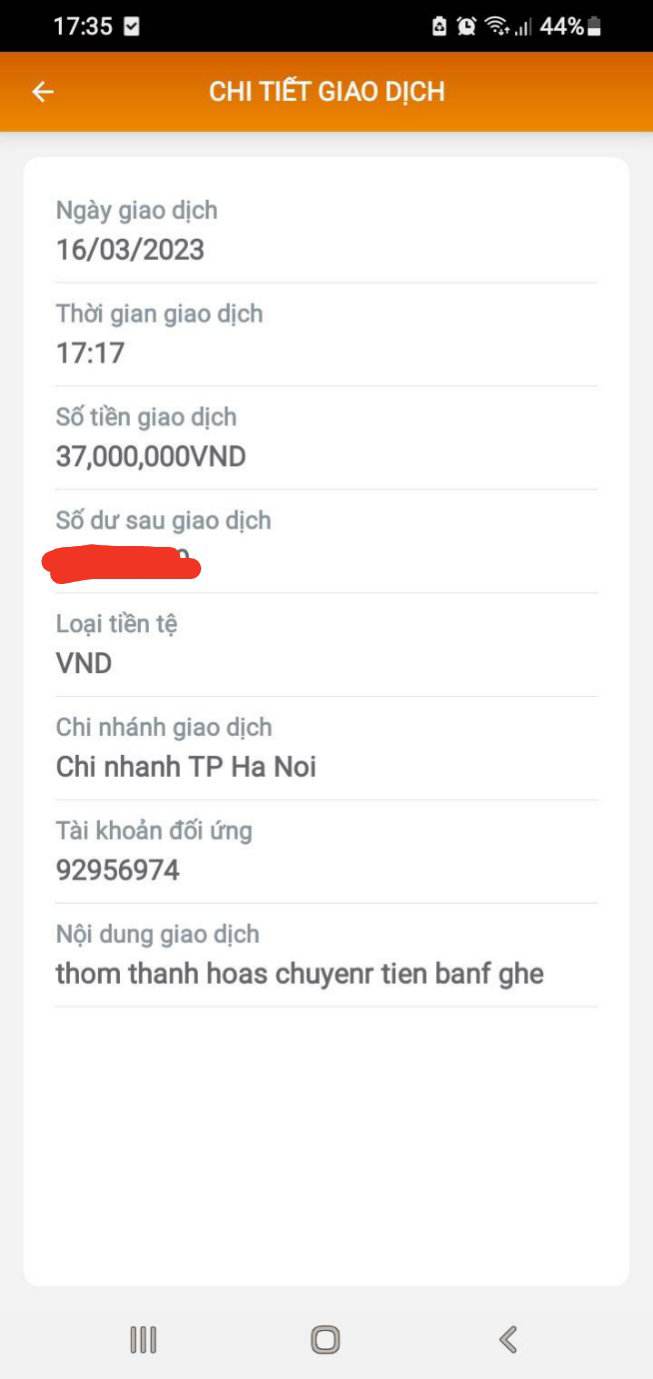 17:35 44%
CHI TIẾT GIAO DỊCH
Ngày giao dịch
16/03/2023
Thời gian giao dịch
17:17
Số tiền giao dịch
37,000,000VND
Số dư sau giao dịch
Loại tiền tệ
VND
Chi nhánh giao dịch
Chi nhanh TP Ha Noi
Tài khoản đối ứng
92956974
Nội dung giao dịch
thom thanh hoas chuyenr tien banf ghe